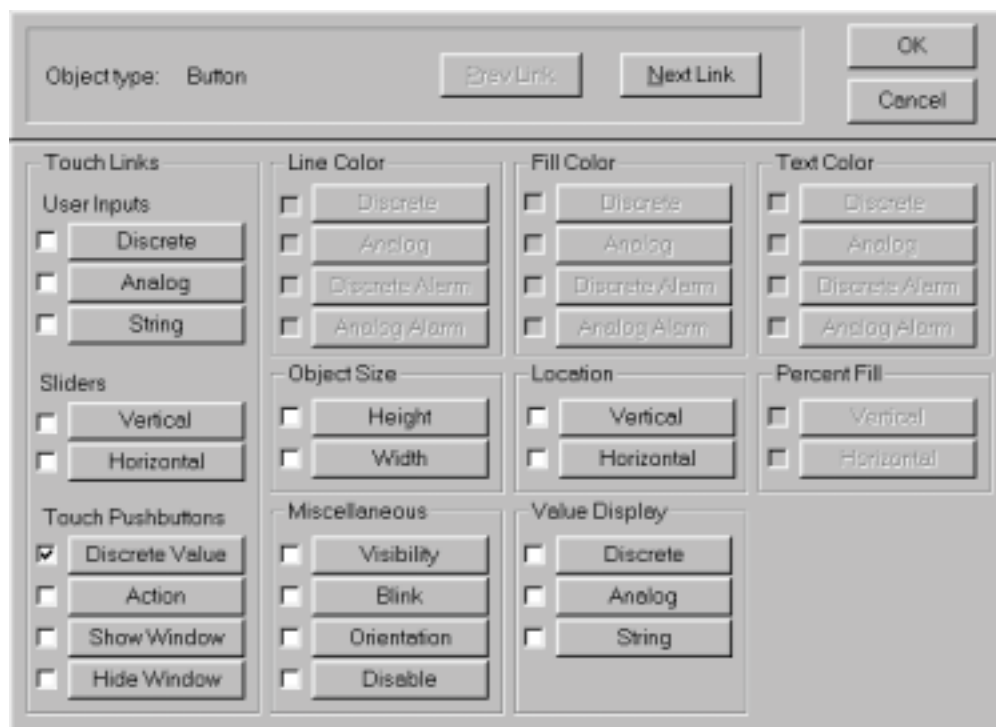 Object type: Button
Prev Link
Next Link
OK
Cancel
Touch Links
User Inputs
Discrete
Analog
String
Sliders
Vertical
Horizontal
Touch Pushbuttons
Discrete Value
Action
Show Window
Hide Window
Line Color
Discrete
Analog
Discrete Alarm
Analog Alarm
Object Size
Height
Width
Miscellaneous
Visibility
Blink
Orientation
Disable
Fill Color
Discrete
Analog
Discrete Alarm
Analog Alarm
Location
Vertical
Horizontal
Value Display
Discrete
Analog
String
Text Color
Discrete
Analog
Discrete Alarm
Analog Alarm
Percent Fill
Vertical
Horizontal